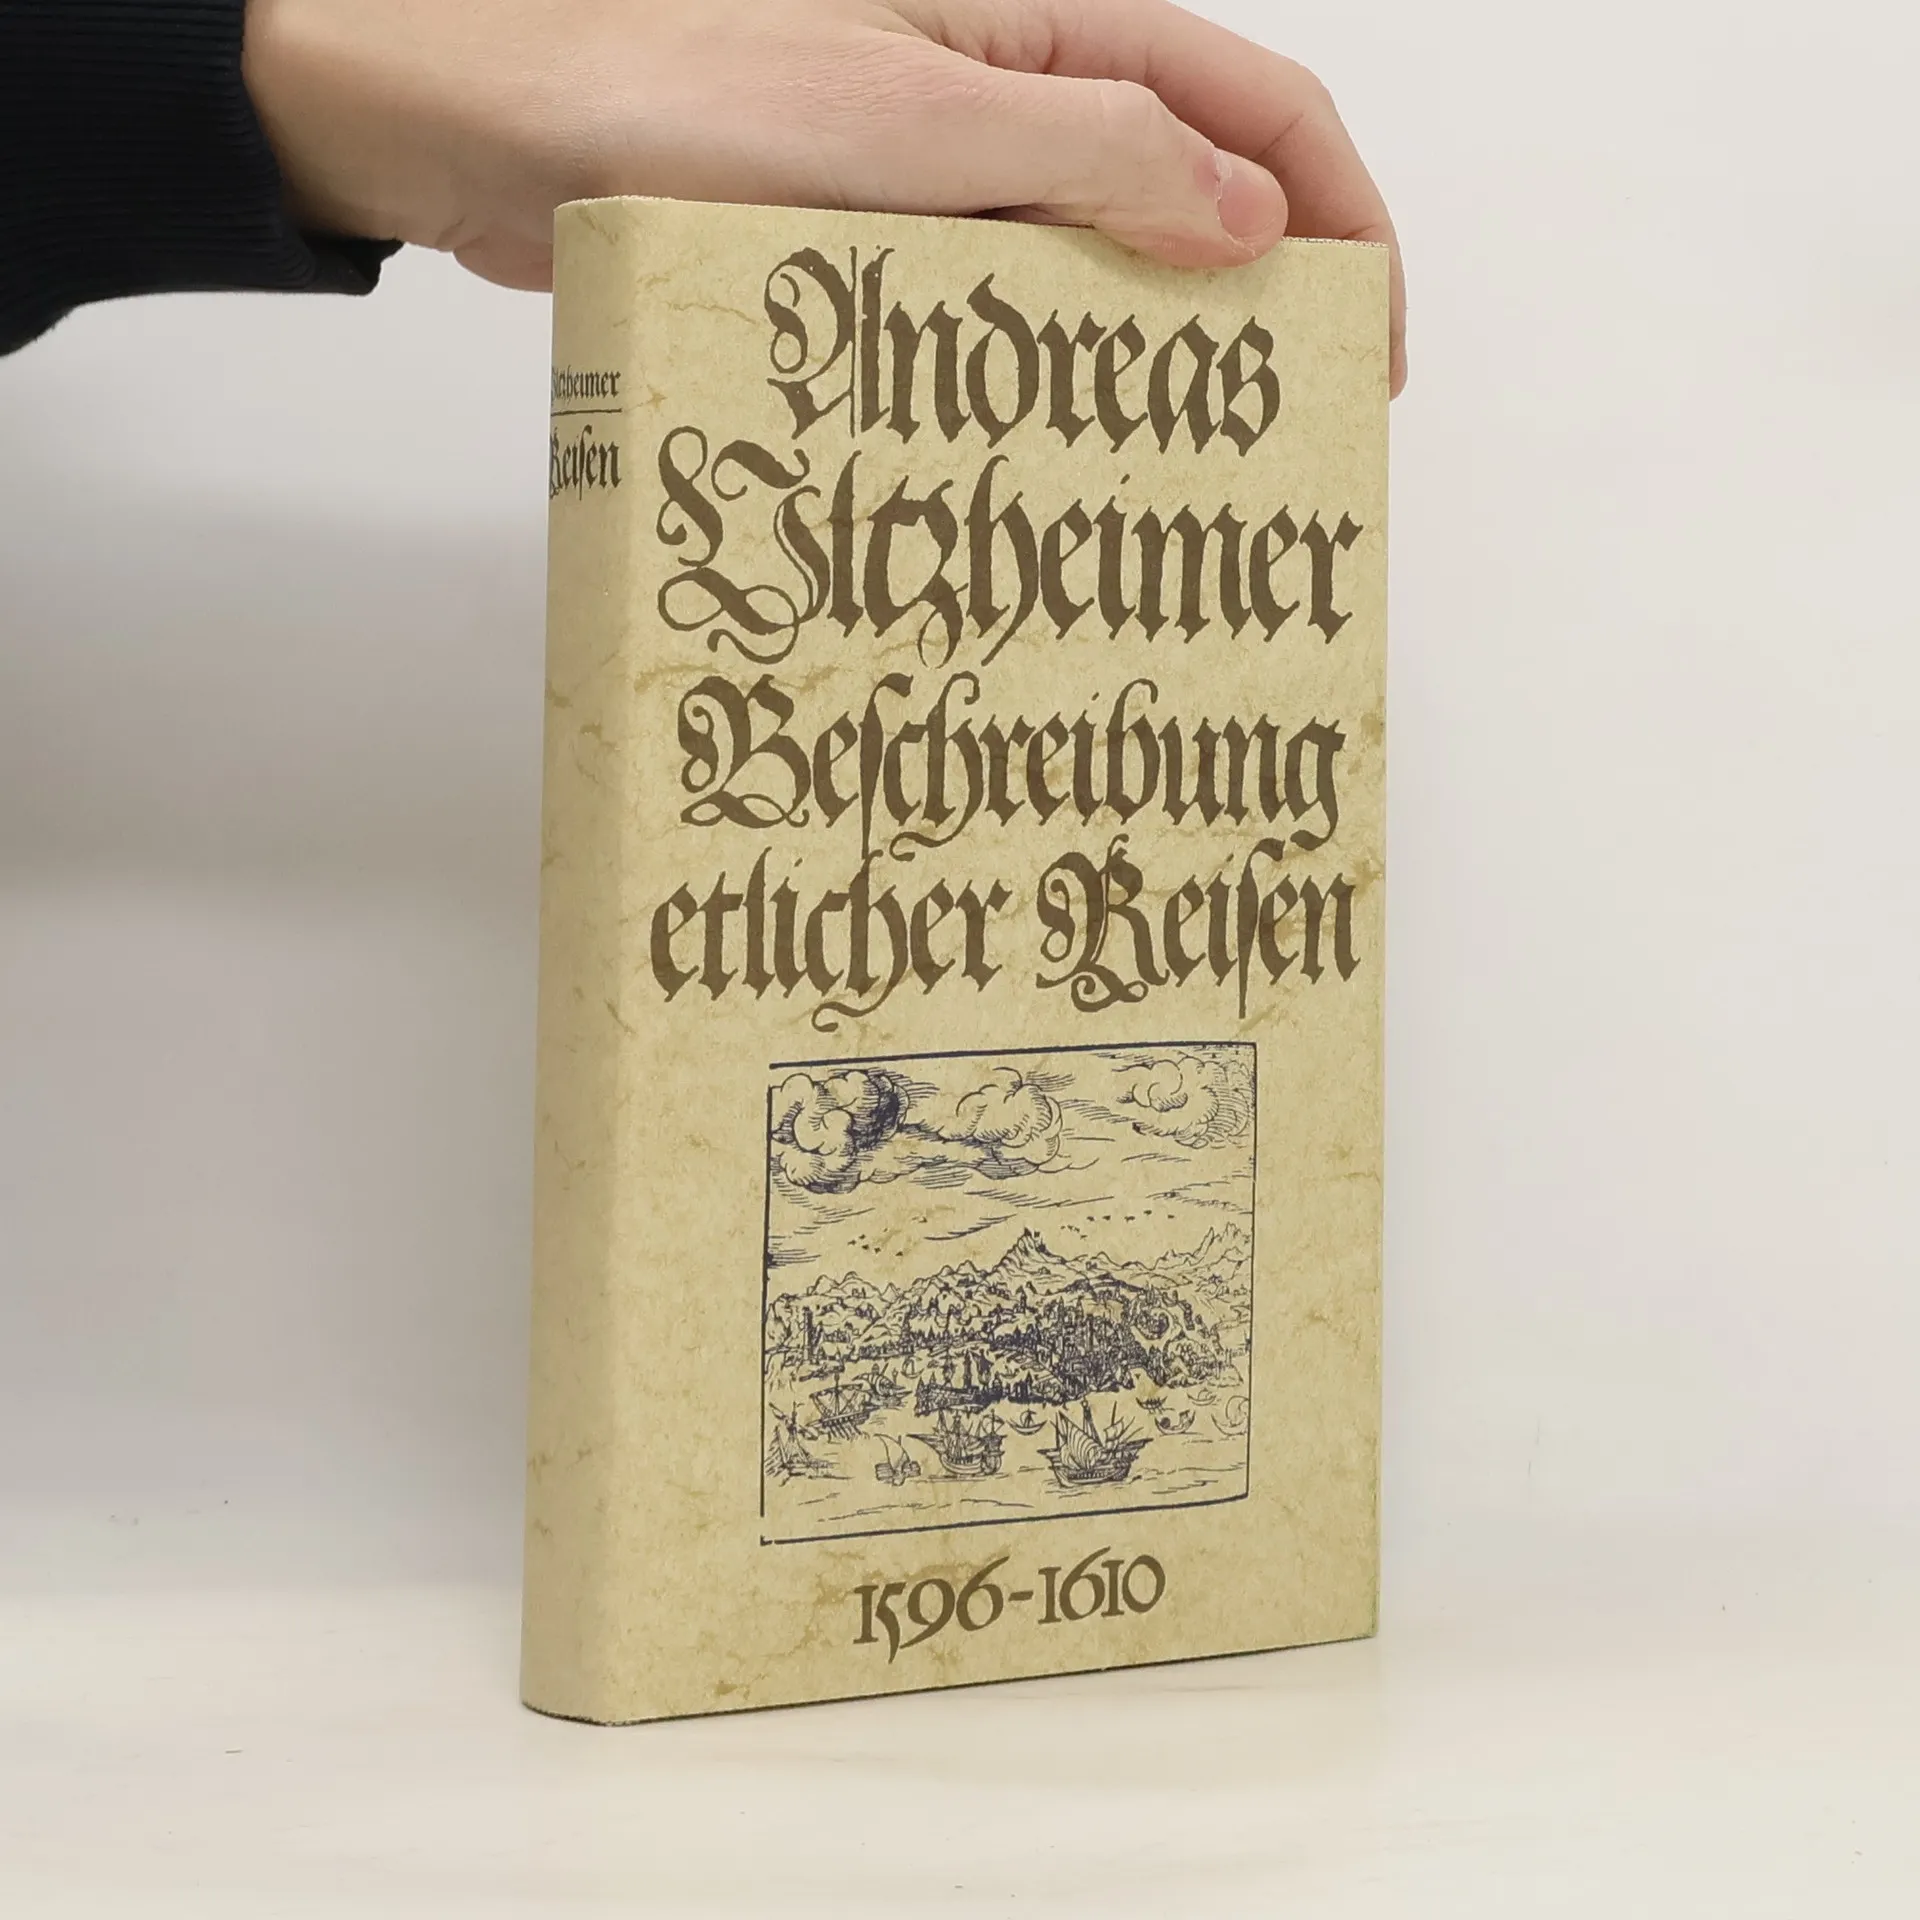 Ultzheimer
Reiſen
Andreas
Ultzheimer
Beſchreibung
etlicher Reiſen
1596-1610